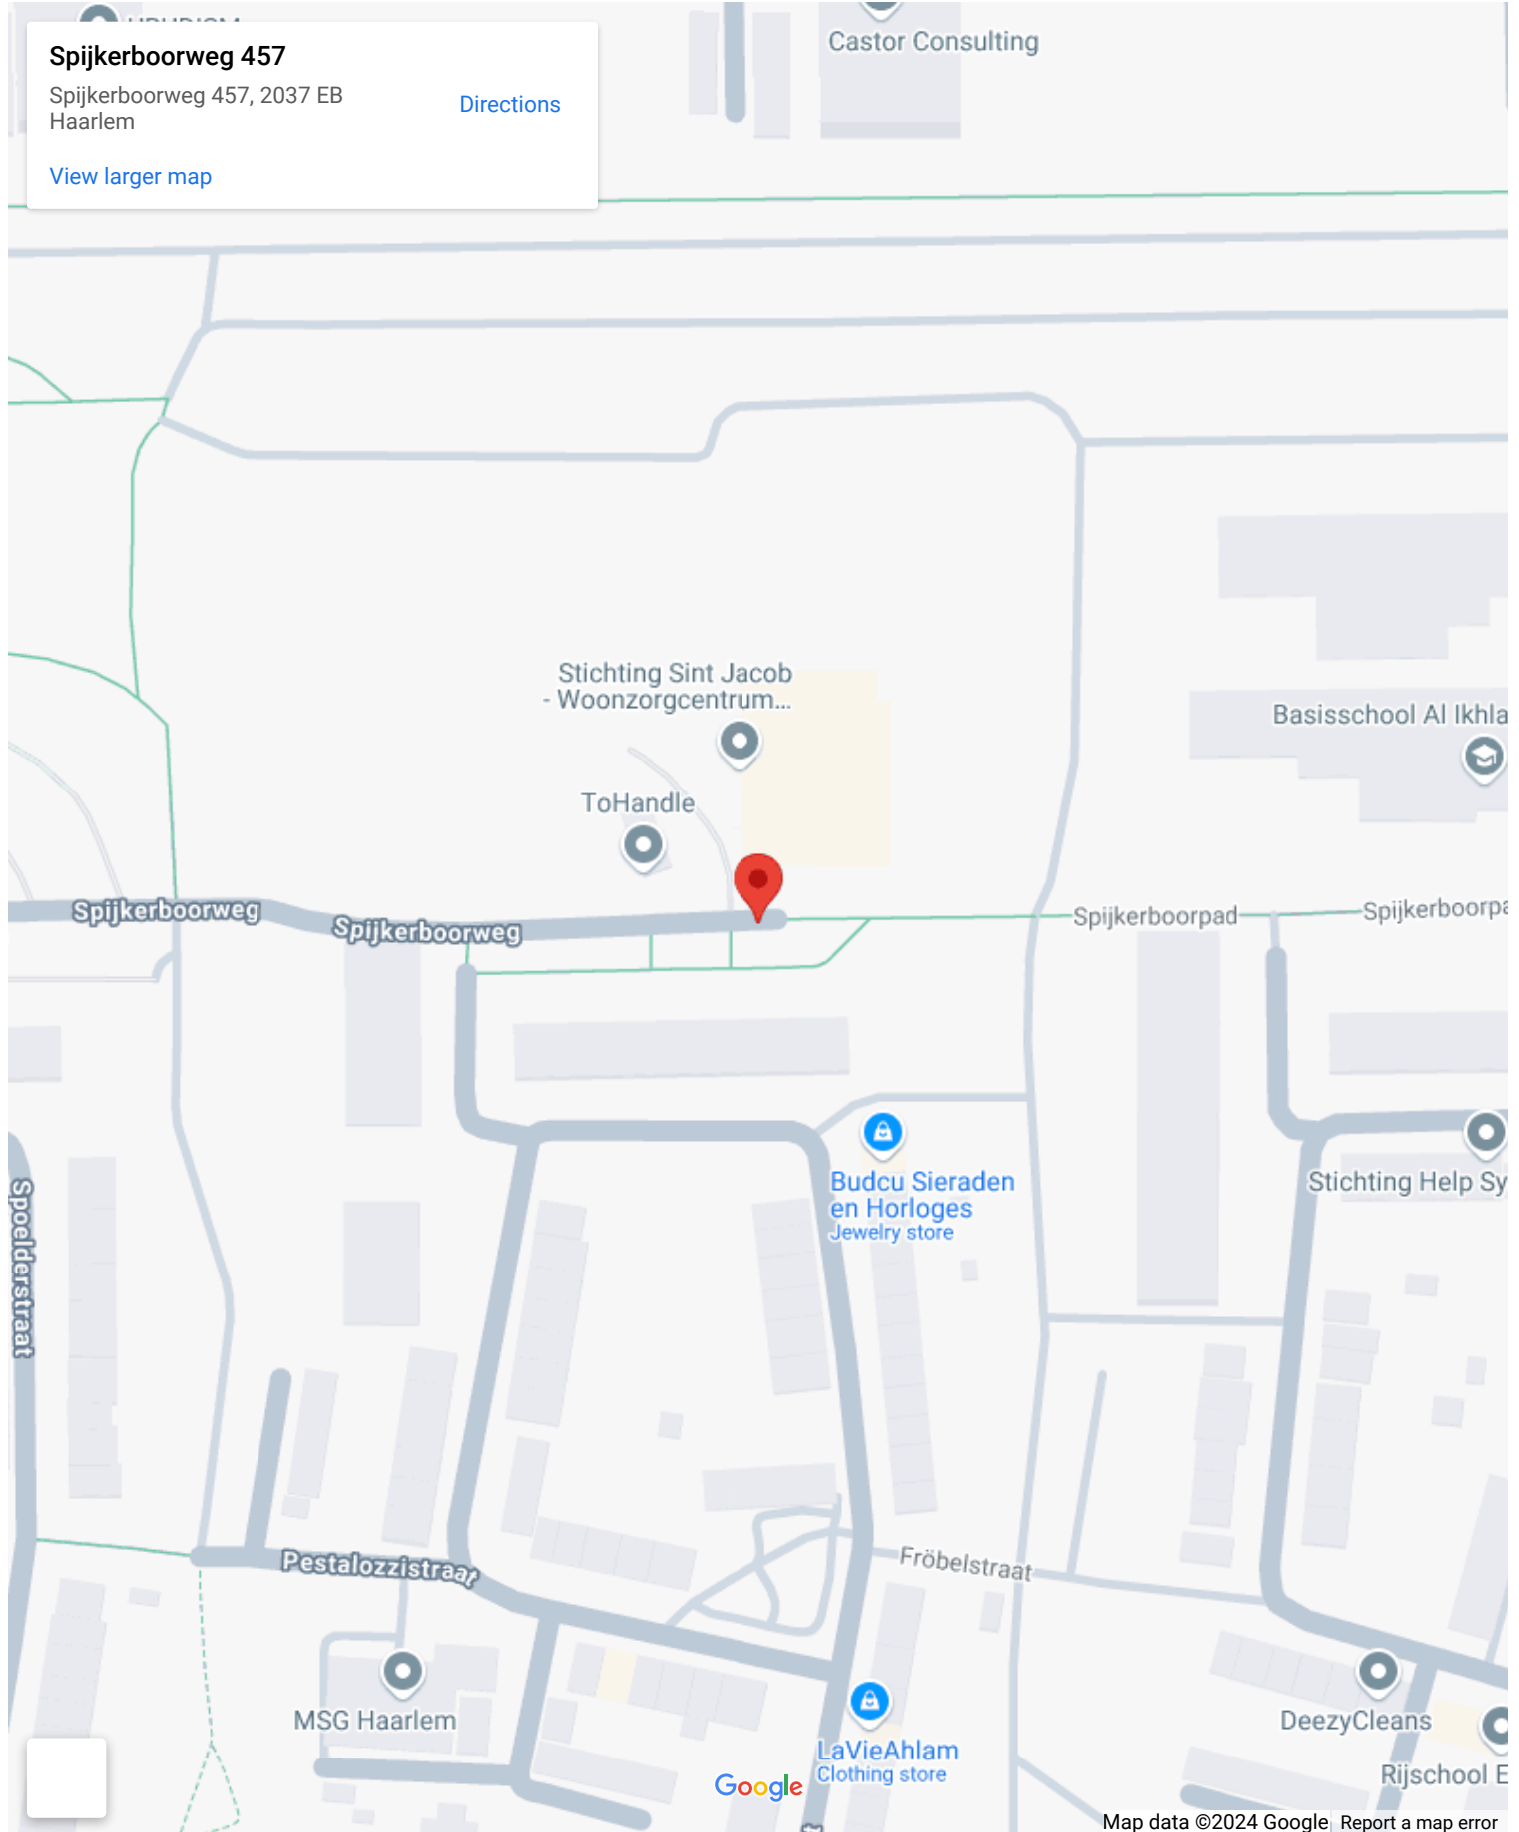 Castor Consulting
Spijkerboorweg 457
Spijkerboorweg 457, 2037 EB
Haarlem
Directions
View larger map
Stichting Sint Jacob
- Woonzorgcentrum...
Basisschool Al Ikhla
ToHandle
Spijkerboorweg
Spijkerboorweg
Spijkerboorpad
Spijkerboorpa
Budcu Sieraden
en Horloges
Jewelry store
Stichting Help Sy
Spoelderstraat
Pestalozzistraat
Fröbelstraat
MSG Haarlem
DeezyCleans
LaVieAhlam
Clothing store
Rijschool E
Google
Map data ©2024 Google
Report a map error